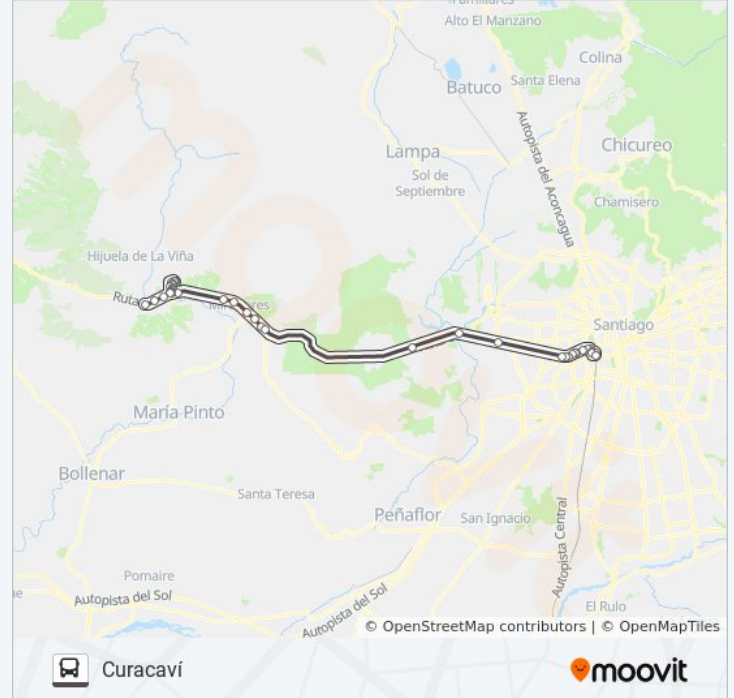 Alto El Manzano
Colina
Santa Elena
Batuco
Autopista del Aconcagua
Chicureo
Lampa
Sol de
Septiembre
Chamisero
Hijuela de La Viña
Ruta
Santiago
María Pinto
Bollenar
Santa Teresa
Peñaflor
San Ignacio
Autopista Central
Pomaire
Autopista del Sol
Autopista del Sol
El Rulo
© OpenStreetMap contributors | © OpenMapTiles
Curacaví
moovit